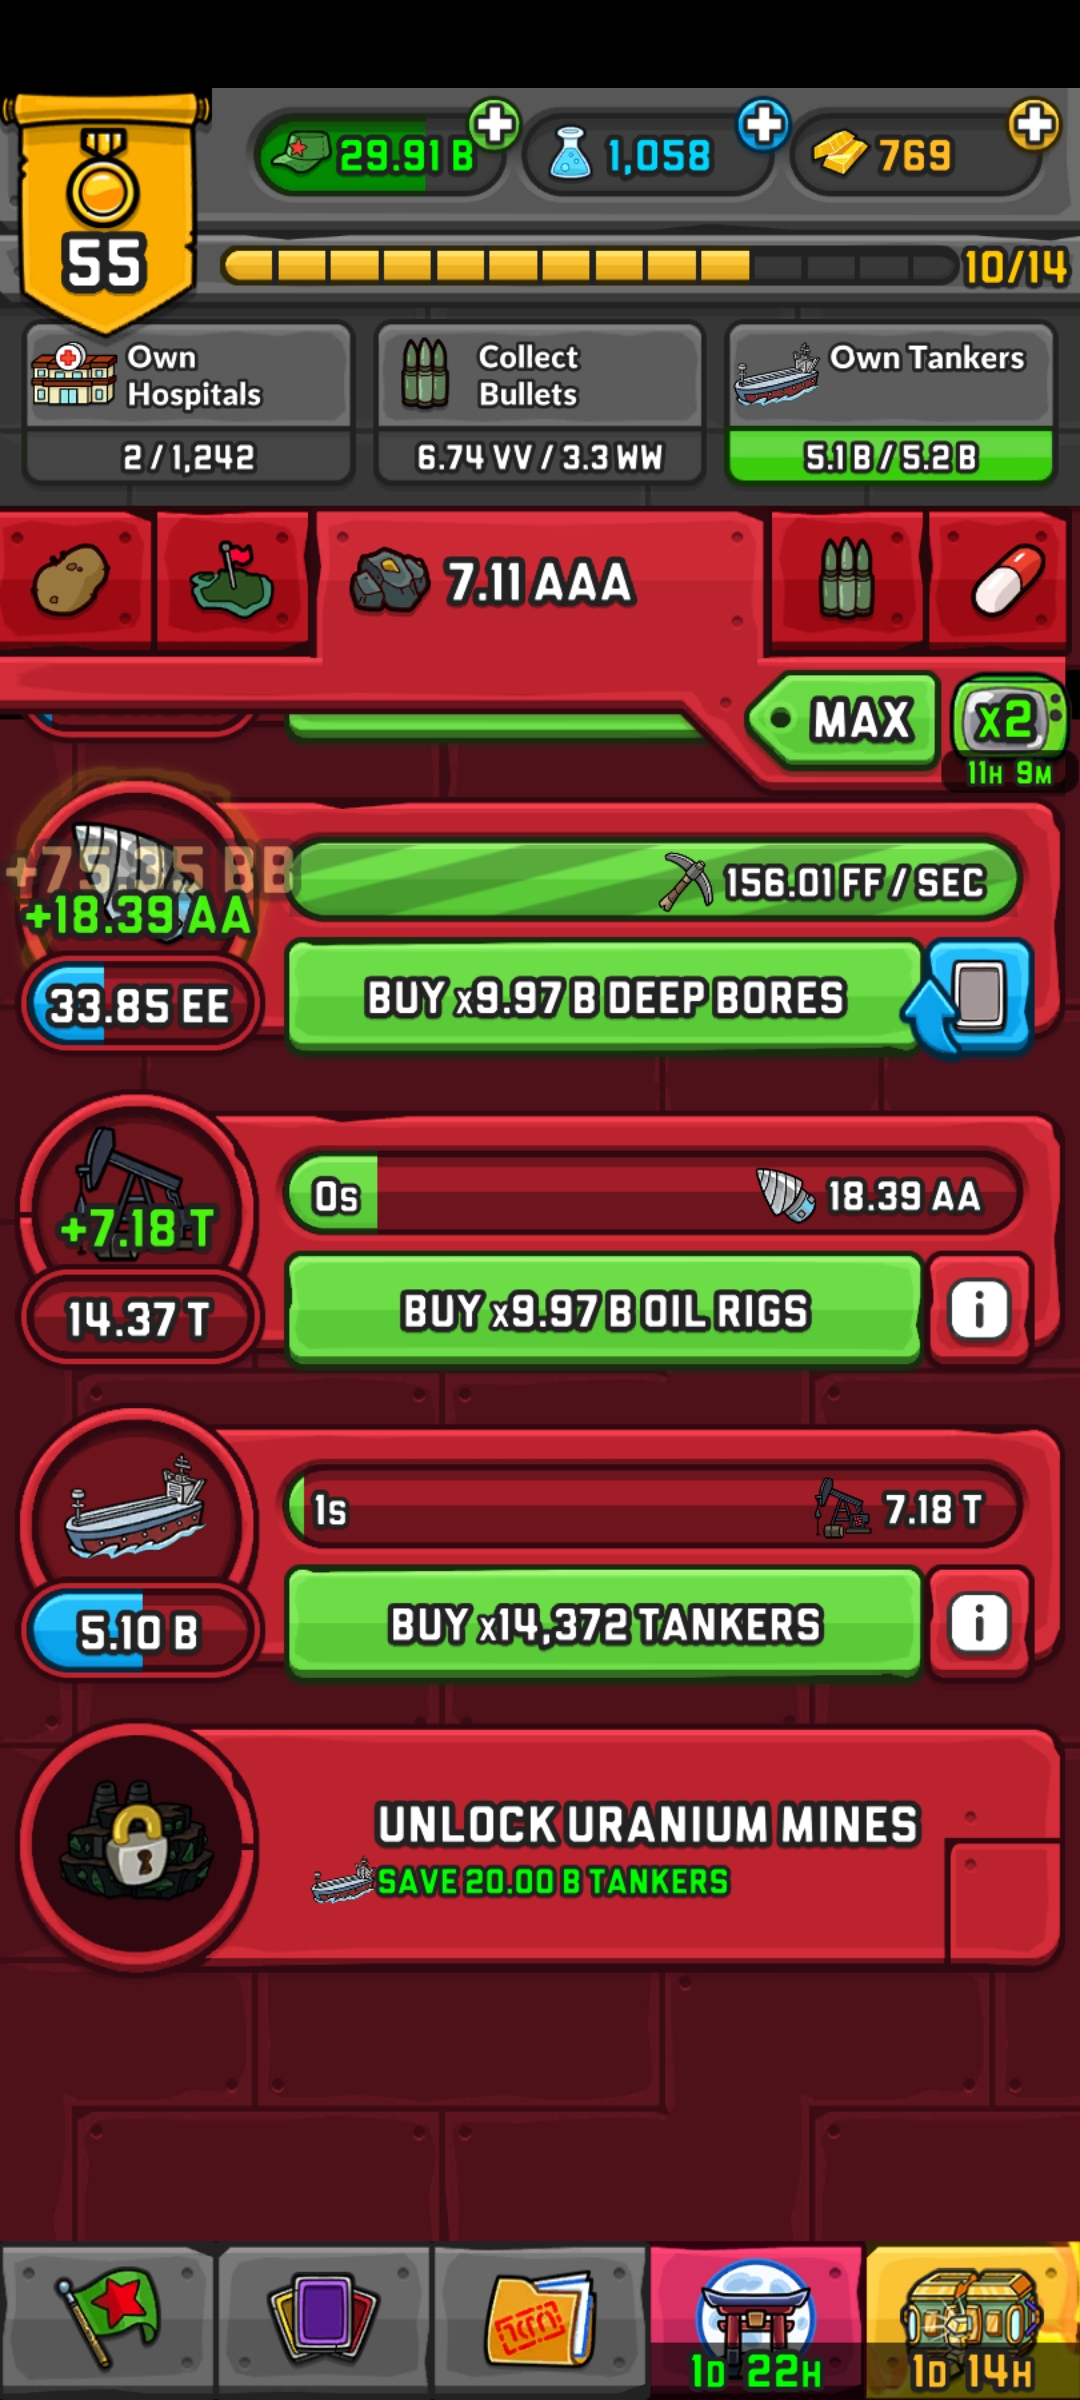 29.91 B
1,058
769
55
10/14
Own
Hospitals
2 / 1,242
Collect
Bullets
6.74 VV / 3.3 WW
Own Tankers
5.1 B / 5.2 B
7.11 AAA
MAX
x2
11H 9M
+75.35 BB
+18.39 AA
156.01 FF / SEC
33.85 EE
BUY x9.97 B DEEP BORES
0s
18.39 AA
+7.18 T
14.37 T
BUY x9.97 B OIL RIGS
i
1s
7.18 T
5.10 B
BUY x14,372 TANKERS
i
UNLOCK URANIUM MINES
SAVE 20.00 B TANKERS
1D 22H
1D 14H